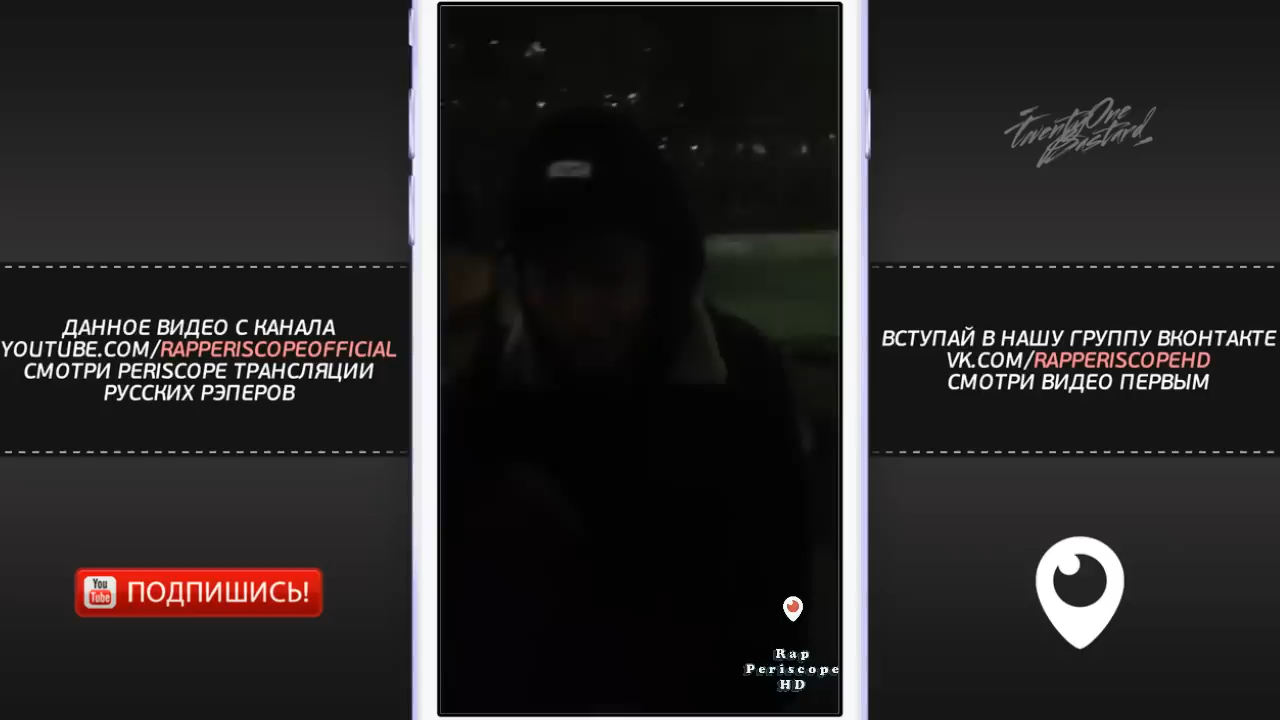 TwentyOne
Bastard
ДАННОЕ ВИДЕО С КАНАЛА
YOUTUBE.COM/RAPPERISCOPEOFFICIAL
СМОТРИ PERISCOPE ТРАНСЛЯЦИИ
РУССКИХ РЭПЕРОВ
ВСТУПАЙ В НАШУ ГРУППУ ВКОНТАКТЕ
VK.COM/RAPPERISCOPEHD
СМОТРИ ВИДЕО ПЕРВЫМ
You
Tube
ПОДПИШИСЬ!
Rap
Periscope
HD